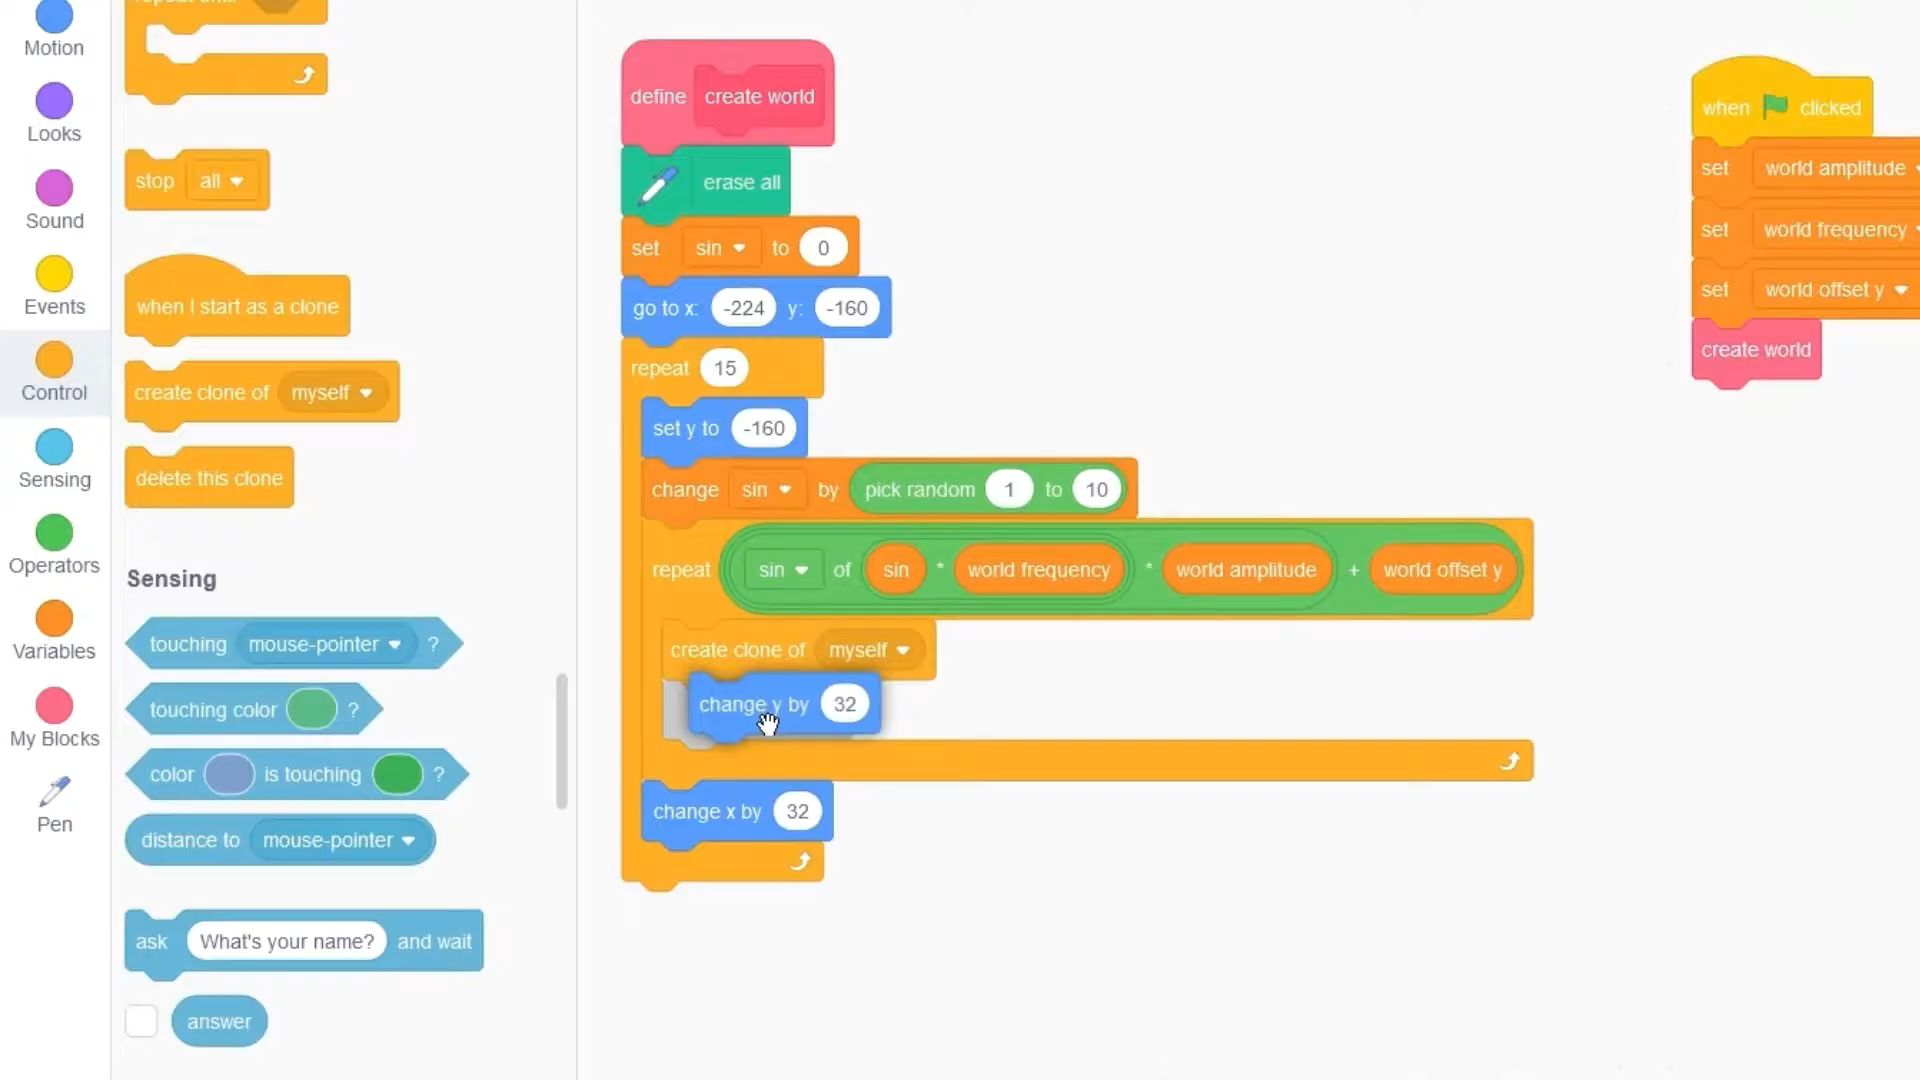 Motion
Looks
Sound
Events
Control
Sensing
Operators
Variables
My Blocks
Pen
stop all
when I start as a clone
create clone of myself
delete this clone
Sensing
touching mouse-pointer ?
touching color ?
color is touching ?
distance to mouse-pointer
ask What's your name? and wait
answer
define create world
erase all
set sin to 0
go to x: -224 y: -160
repeat 15
set y to -160
change sin by pick random 1 to 10
repeat sin of sin * world frequency * world amplitude + world offset y
create clone of myself
change y by 32
change x by 32
when clicked
set world amplitude
set world frequency
set world offset y
create world